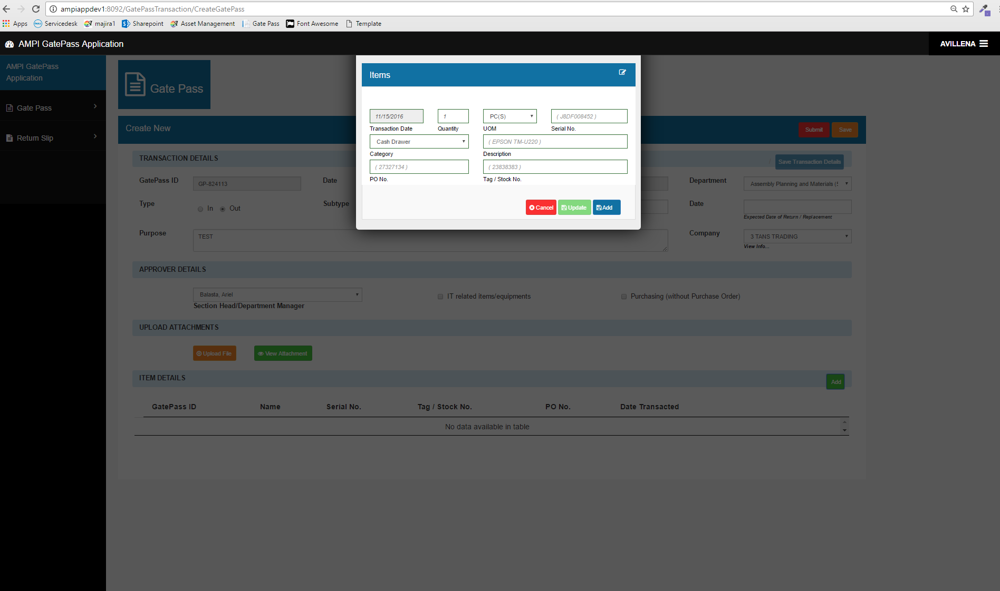 ampiappdev1:8092/GatePassTransaction/CreateGatePass
Apps Servicedesk majira1 Sharepoint Asset Management Gate Pass Font Awesome Template
AMPI GatePass Application
AVILLENA
AMPI GatePass
Application
Gate Pass
Return Slip
Gate Pass
Create New
Submit Save
Items
11/15/2016 1 PC(S) ( J8DF008452 )
Transaction Date Quantity UOM Serial No.
Cash Drawer ( EPSON TM-U220 )
Category Description
( 27327134 ) ( 23838383 )
PO No. Tag / Stock No.
Cancel Update Add
TRANSACTION DETAILS
Save Transaction Details
GatePass ID GP-824113 Date Department Assembly Planning and Materials (
Type In Out Subtype Date
Expected Date of Return / Replacement
Purpose TEST Company 3 TANS TRADING
View Info...
APPROVER DETAILS
Balasta, Ariel IT related items/equipments Purchasing (without Purchase Order)
Section Head/Department Manager
UPLOAD ATTACHMENTS
Upload File View Attachment
ITEM DETAILS
Add
GatePass ID Name Serial No. Tag / Stock No. PO No. Date Transacted
No data available in table